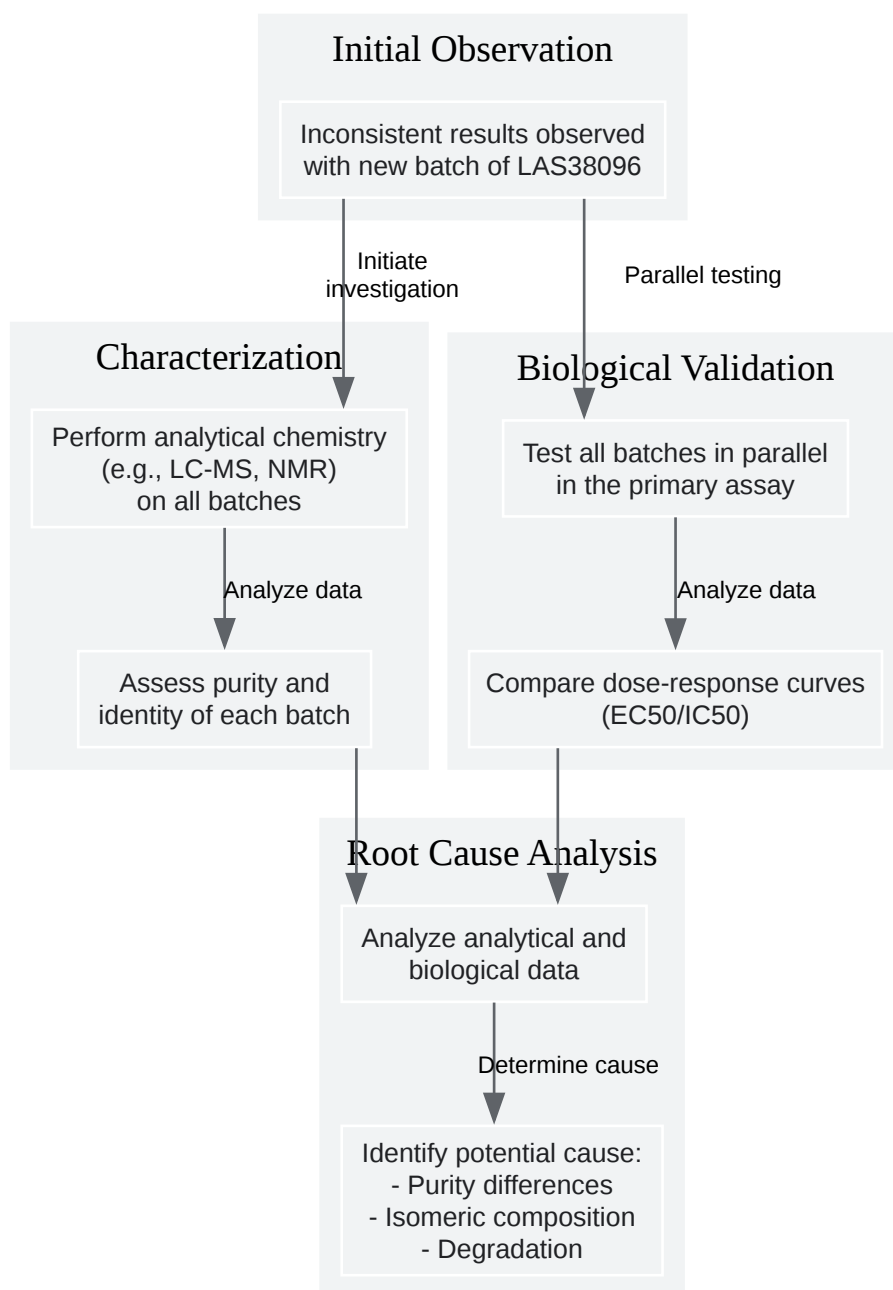 Initial Observation
Inconsistent results observed
with new batch of LAS38096
Initiate
investigation
Parallel testing
Characterization
Perform analytical chemistry
(e.g., LC-MS, NMR)
on all batches
Analyze data
Assess purity and
identity of each batch
Biological Validation
Test all batches in parallel
in the primary assay
Analyze data
Compare dose-response curves
(EC50/IC50)
Root Cause Analysis
Analyze analytical and
biological data
Determine cause
Identify potential cause:
- Purity differences
- Isomeric composition
- Degradation